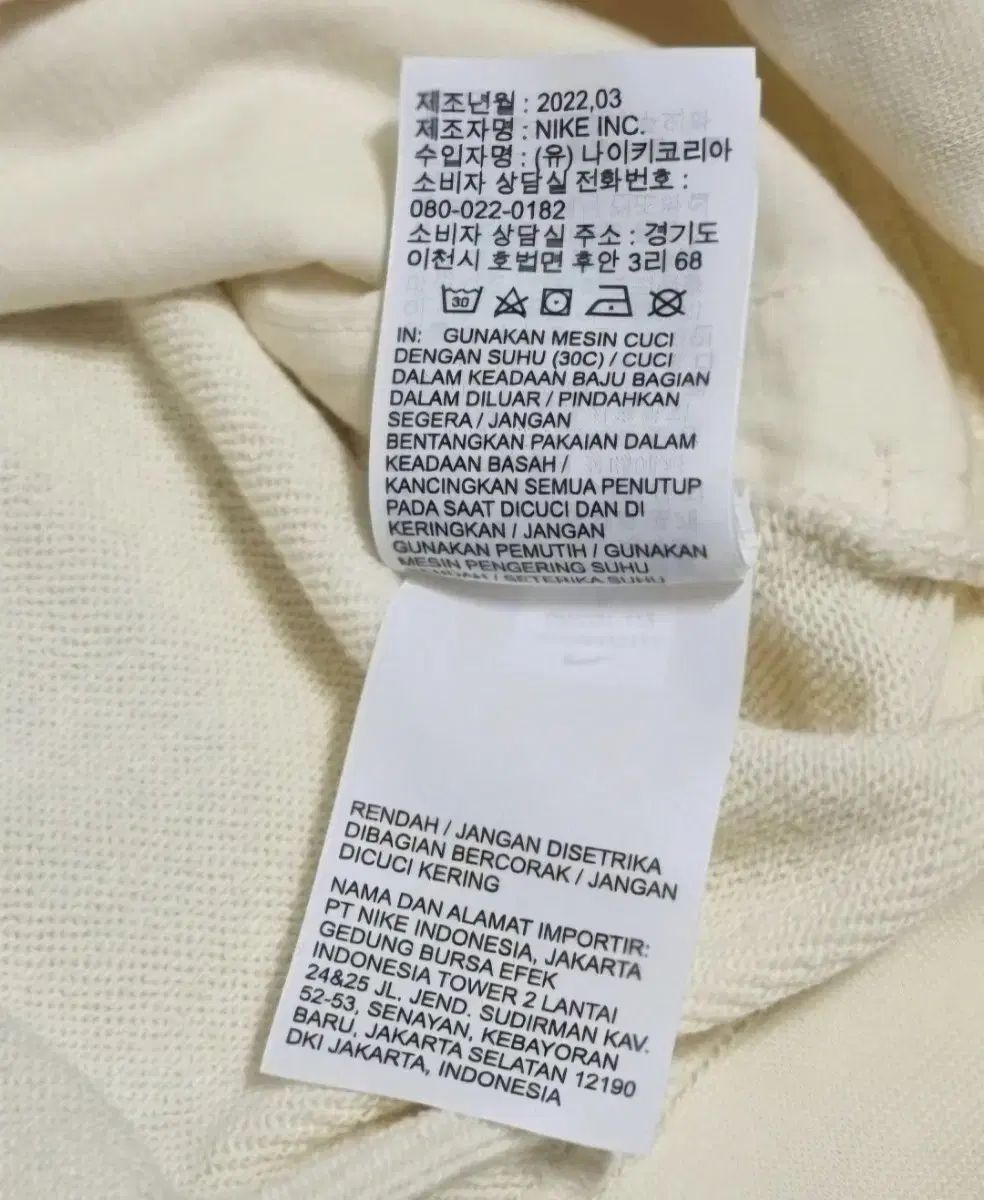 제조년월 : 2022,03
제조자명 : NIKE INC.
수입자명 : (유) 나이키코리아
소비자 상담실 전화번호 :
080-022-0182
소비자 상담실 주소 : 경기도
이천시 호법면 후안 3리 68
30
IN: GUNAKAN MESIN CUCI
DENGAN SUHU (30C) / CUCI
DALAM KEADAAN BAJU BAGIAN
DALAM DILUAR / PINDAHKAN
SEGERA / JANGAN
BENTANGKAN PAKAIAN DALAM
KEADAAN BASAH /
KANCINGKAN SEMUA PENUTUP
PADA SAAT DICUCI DAN DI
KERINGKAN / JANGAN
GUNAKAN PEMUTIH / GUNAKAN
MESIN PENGERING SUHU
RENDAH / SETERIKA SUHU
RENDAH / JANGAN DISETRIKA
DIBAGIAN BERCORAK / JANGAN
DICUCI KERING
NAMA DAN ALAMAT IMPORTIR:
PT NIKE INDONESIA, JAKARTA
GEDUNG BURSA EFEK
INDONESIA TOWER 2 LANTAI
24&25 JL. JEND. SUDIRMAN KAV.
52-53, SENAYAN, KEBAYORAN
BARU, JAKARTA SELATAN 12190
DKI JAKARTA, INDONESIA